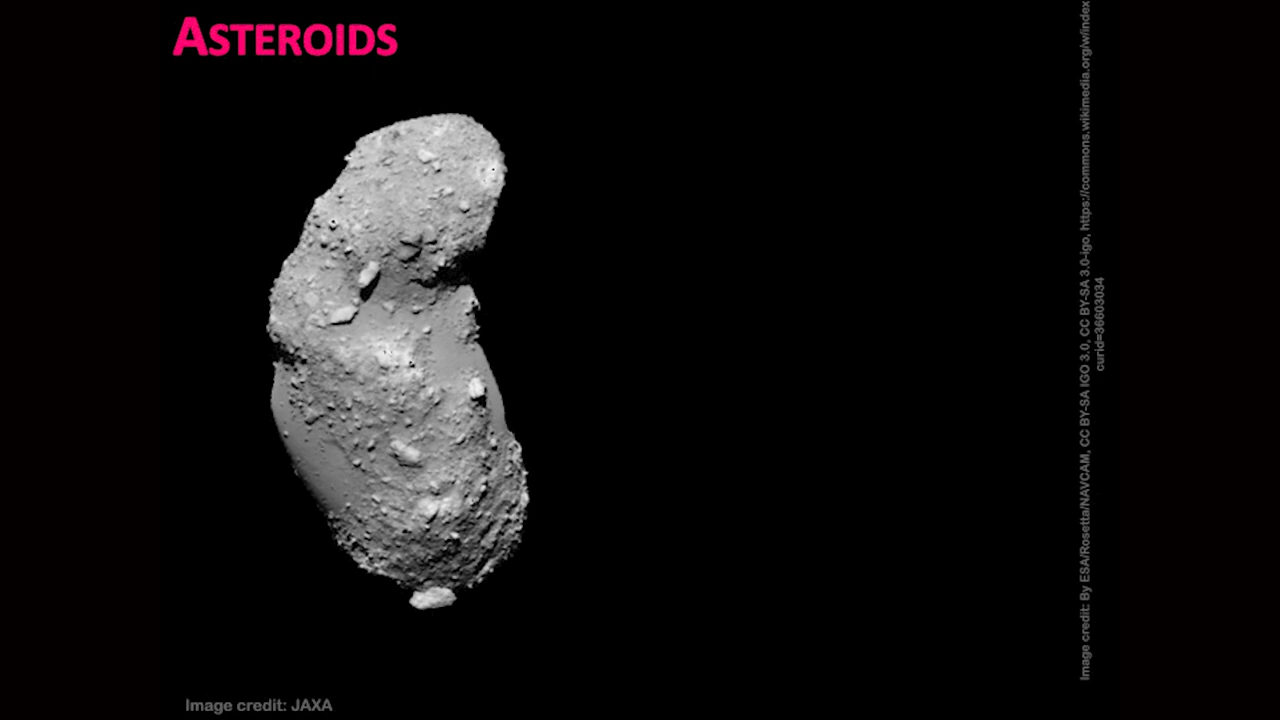 ASTEROIDS
Image credit: By ESA/Rosetta/NAVCAM, CC BY-SA IGO 3.0, CC BY-SA 3.0-igo, https://commons.wikimedia.org/w/index
curid=36603034
Image credit: JAXA